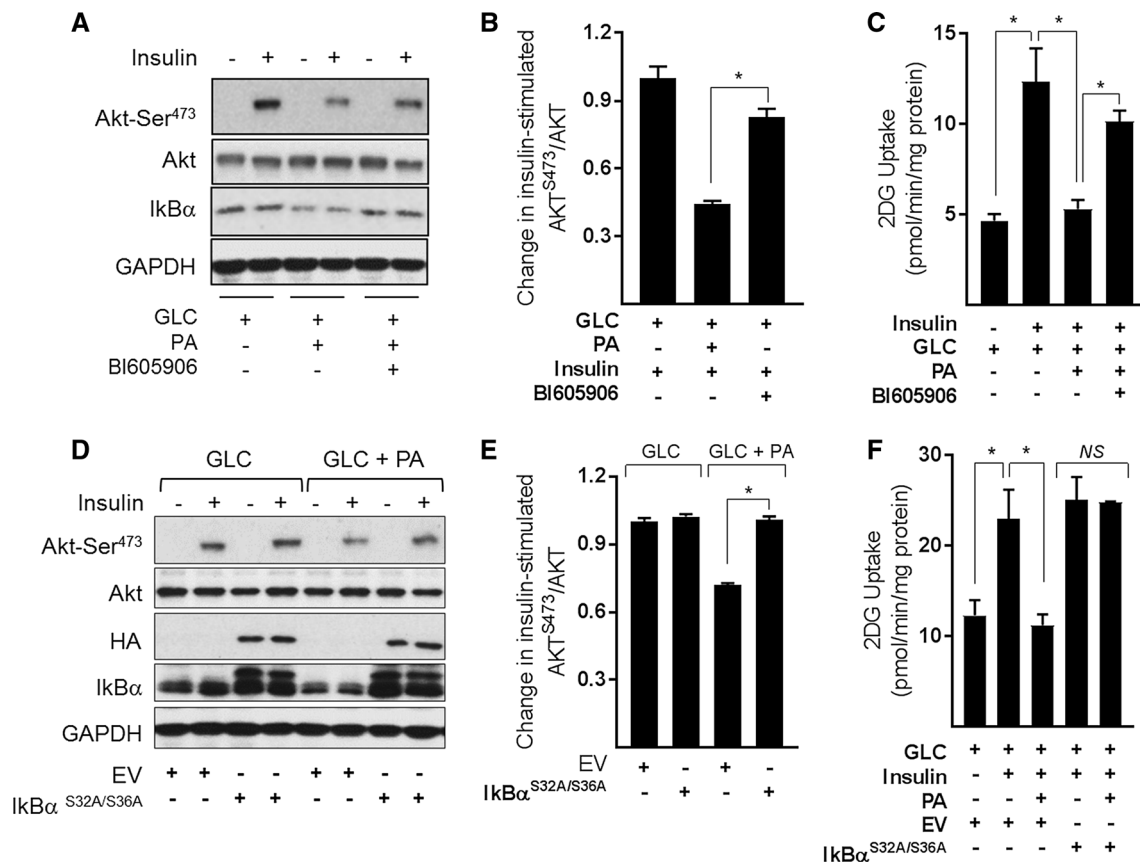 A
Insulin - + - + - +
Akt-Ser473
Akt
IkBα
GAPDH
GLC + + +
PA - + +
BI605906 - - +
B
Change in insulin-stimulated
AKTS473/AKT
1.2
0.9
0.6
0.3
*
GLC + + +
PA - + -
Insulin + + +
BI605906 - - +
C
2DG Uptake
(pmol/min/mg protein)
15
10
5
* * *
Insulin - + + +
GLC + + + +
PA - - + +
BI605906 - - - +
D
GLC GLC + PA
Insulin - + - + - + - +
Akt-Ser473
Akt
HA
IkBα
GAPDH
EV + + - - + + - -
IkBα S32A/S36A - - + + - - + +
E
Change in insulin-stimulated
AKTS473/AKT
GLC GLC + PA
1.2
0.9
0.6
0.3
*
EV + - + -
IkBαS32A/S36A - + - +
F
2DG Uptake
(pmol/min/mg protein)
30
20
10
* * NS
GLC + + + + +
Insulin - + + + +
PA - - + - +
EV + + + - -
IkBαS32A/S36A - - - + +